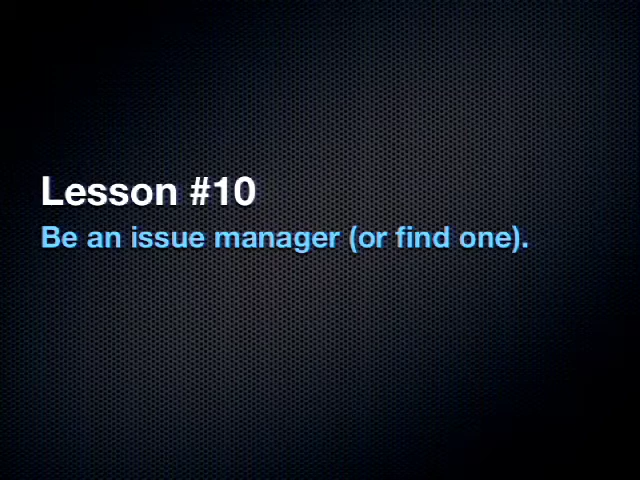 Lesson #10
Be an issue manager (or find one).